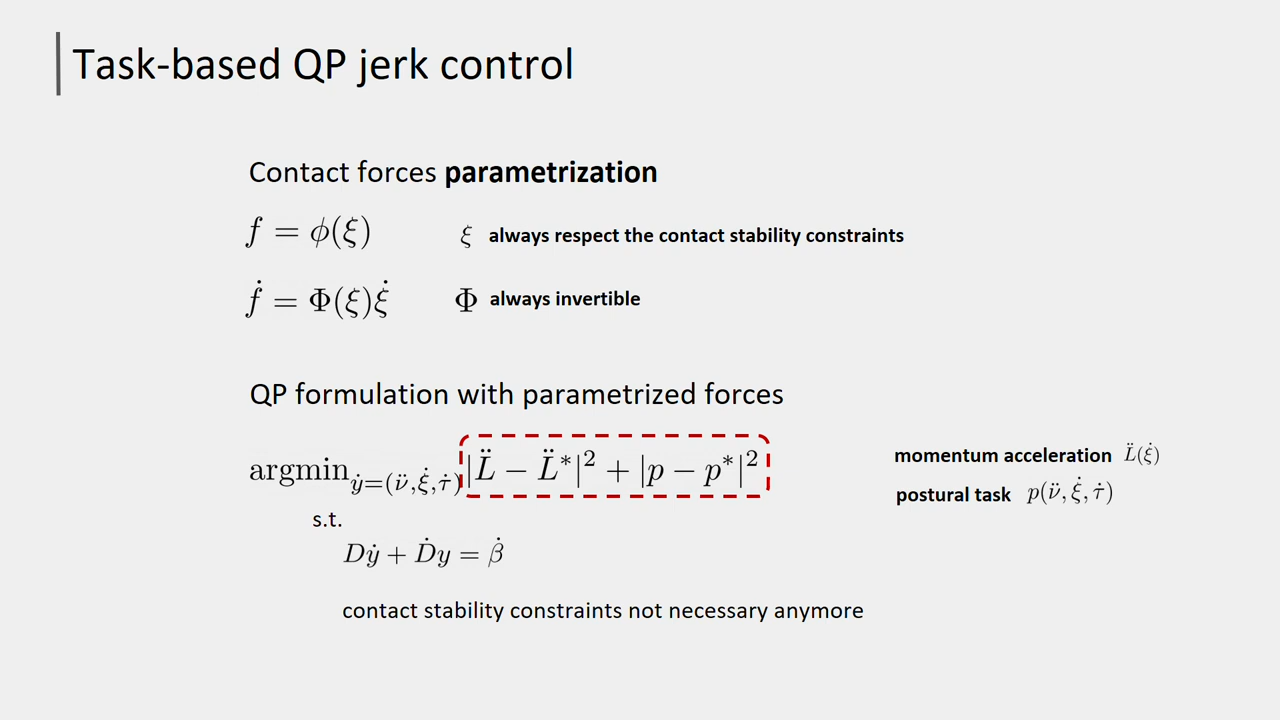 Task-based QP jerk control
Contact forces parametrization
f = ϕ(ξ) ξ always respect the contact stability constraints
ḟ = Φ(ξ)ξ̇ Φ always invertible
QP formulation with parametrized forces
argmin_{ẏ=(ν̈,ξ̇,τ̇)} |L̈ − L̈*|² + |p − p*|²
momentum acceleration L̈(ξ̇)
postural task p(ν̈, ξ̇, τ̇)
s.t.
Dẏ + Ḋy = β̇
contact stability constraints not necessary anymore